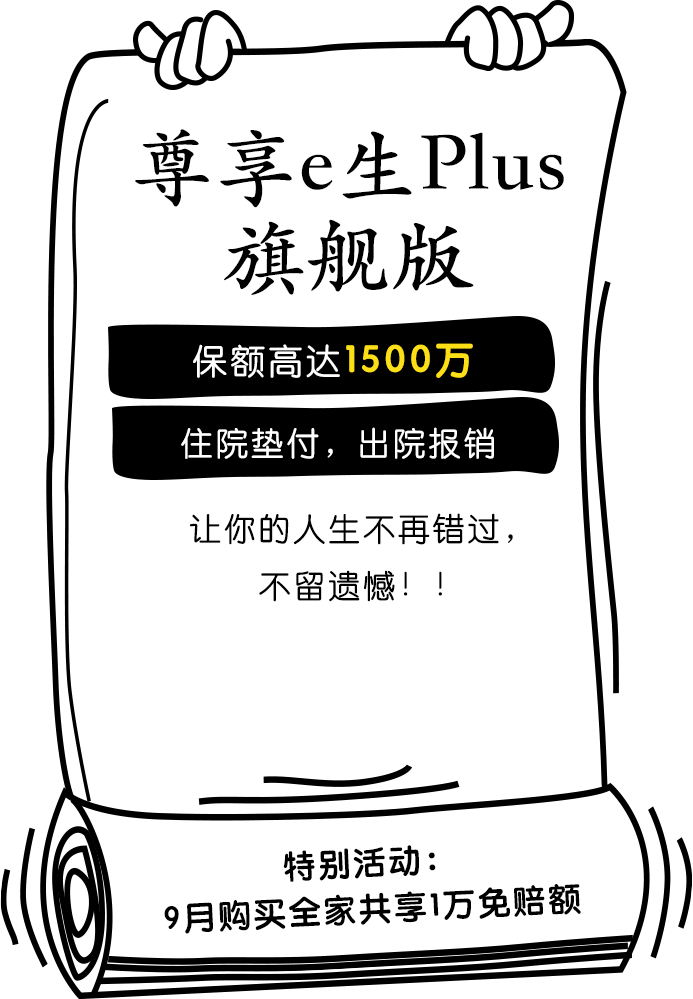 尊享e生Plus
旗舰版
保额高达1500万
住院垫付，出院报销
让你的人生不再错过，
不留遗憾！！
特别活动：
9月购买全家共享1万免赔额